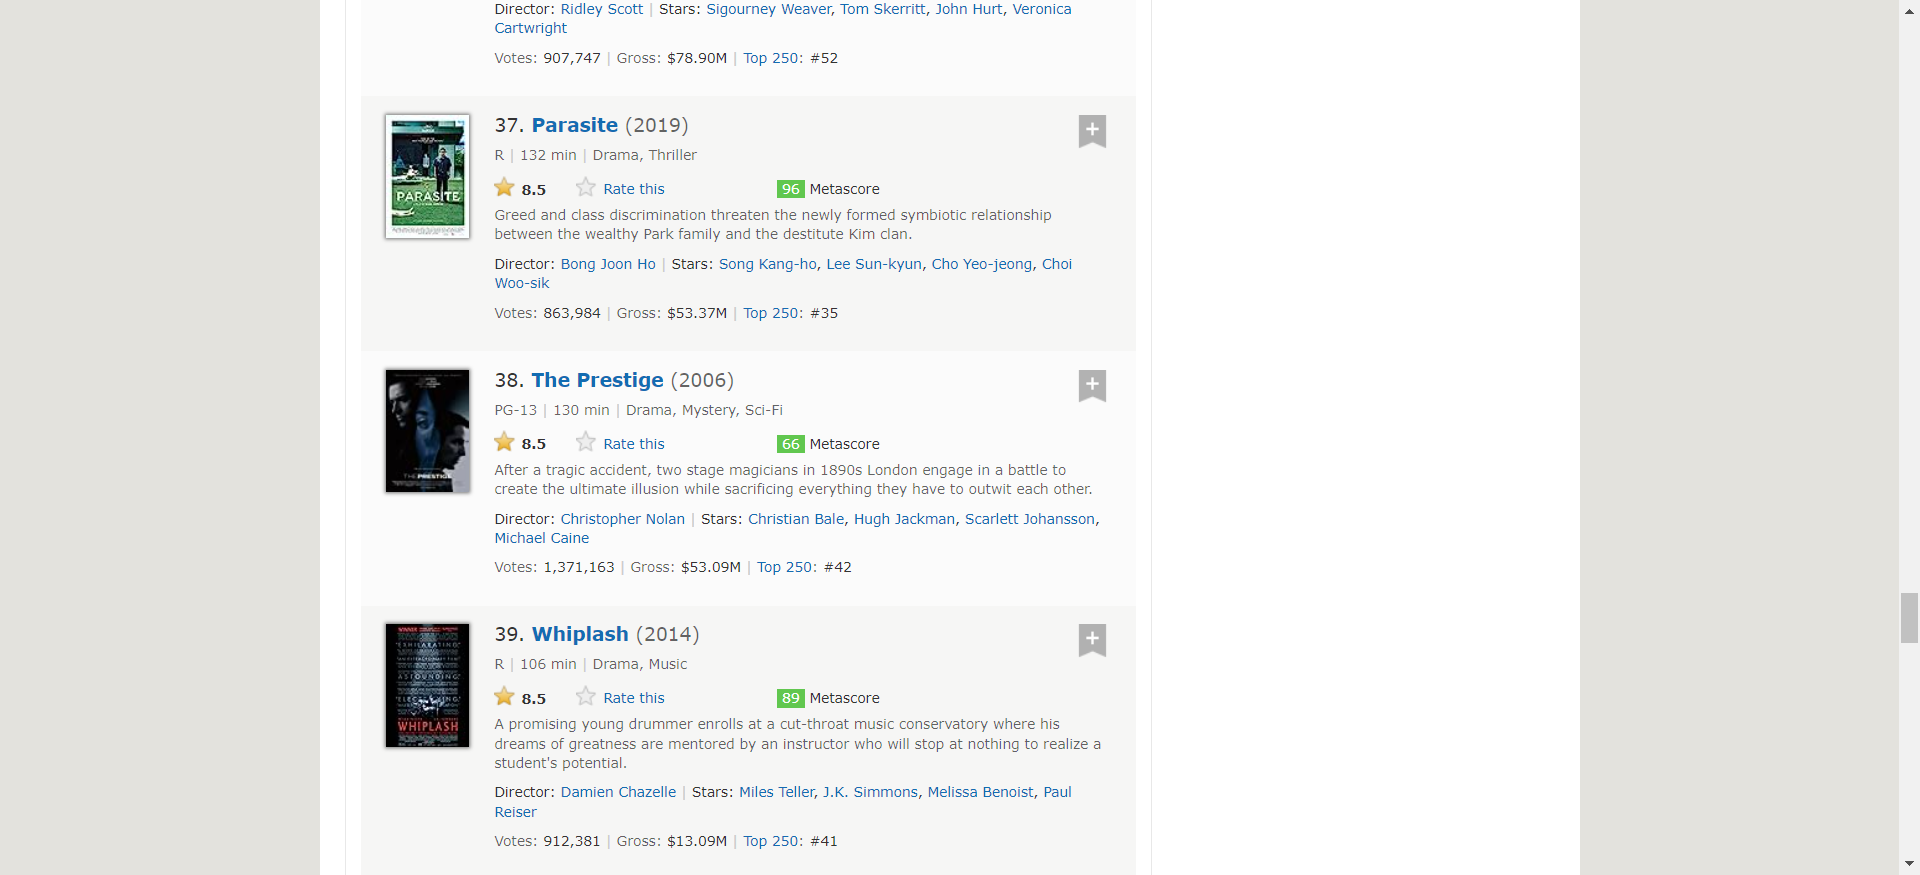 Director: Ridley Scott | Stars: Sigourney Weaver, Tom Skerritt, John Hurt, Veronica
Cartwright
Votes: 907,747 | Gross: $78.90M | Top 250: #52
37. Parasite (2019)
R | 132 min | Drama, Thriller
8.5 Rate this 96 Metascore
Greed and class discrimination threaten the newly formed symbiotic relationship
between the wealthy Park family and the destitute Kim clan.
Director: Bong Joon Ho | Stars: Song Kang-ho, Lee Sun-kyun, Cho Yeo-jeong, Choi
Woo-sik
Votes: 863,984 | Gross: $53.37M | Top 250: #35
PARASITE
38. The Prestige (2006)
PG-13 | 130 min | Drama, Mystery, Sci-Fi
8.5 Rate this 66 Metascore
After a tragic accident, two stage magicians in 1890s London engage in a battle to
create the ultimate illusion while sacrificing everything they have to outwit each other.
Director: Christopher Nolan | Stars: Christian Bale, Hugh Jackman, Scarlett Johansson,
Michael Caine
Votes: 1,371,163 | Gross: $53.09M | Top 250: #42
THE PRESTIGE
39. Whiplash (2014)
R | 106 min | Drama, Music
8.5 Rate this 89 Metascore
A promising young drummer enrolls at a cut-throat music conservatory where his
dreams of greatness are mentored by an instructor who will stop at nothing to realize a
student's potential.
Director: Damien Chazelle | Stars: Miles Teller, J.K. Simmons, Melissa Benoist, Paul
Reiser
Votes: 912,381 | Gross: $13.09M | Top 250: #41
WINNER
"EXHILARATING"
ASTOUNDING
WHIPLASH